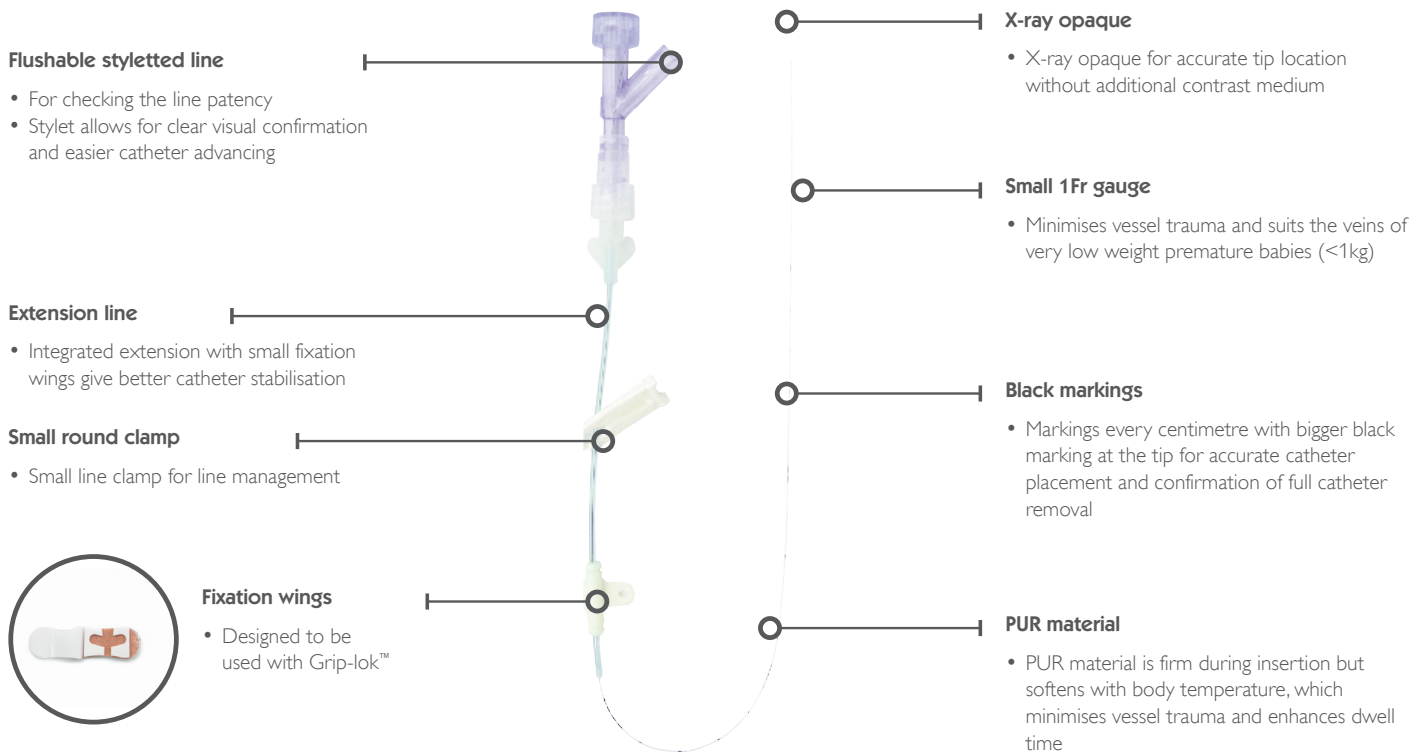 Flushable styletted line
• For checking the line patency
• Stylet allows for clear visual confirmation
and easier catheter advancing
Extension line
• Integrated extension with small fixation
wings give better catheter stabilisation
Small round clamp
• Small line clamp for line management
Fixation wings
• Designed to be
used with Grip-lok™
X-ray opaque
• X-ray opaque for accurate tip location
without additional contrast medium
Small 1Fr gauge
• Minimises vessel trauma and suits the veins of
very low weight premature babies (<1kg)
Black markings
• Markings every centimetre with bigger black
marking at the tip for accurate catheter
placement and confirmation of full catheter
removal
PUR material
• PUR material is firm during insertion but
softens with body temperature, which
minimises vessel trauma and enhances dwell
time